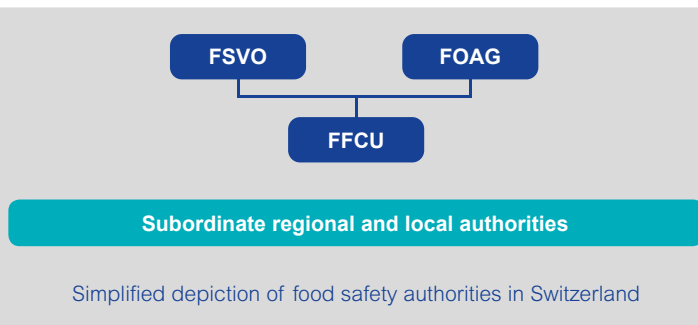 FSVO FOAG
FFCU
Subordinate regional and local authorities
Simplified depiction of food safety authorities in Switzerland